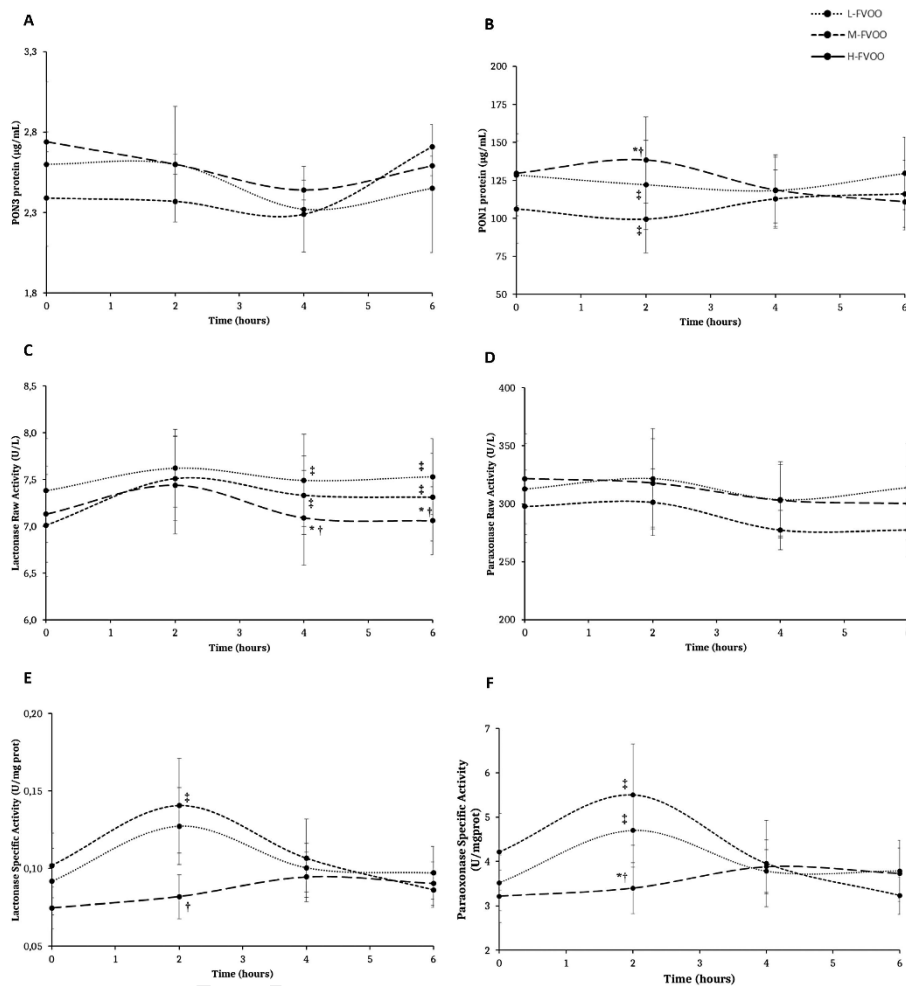 A
3,3
2,8
2,3
1,8
PON3 protein (µg/mL)
0 1 2 3 4 5 6
Time (hours)
B
L-FVOO
M-FVOO
H-FVOO
200
175
150
125
100
75
50
PON1 protein (µg/mL)
*†
‡
‡
0 1 2 3 4 5 6
Time (hours)
C
8,5
7,5
7,0
6,5
6,0
Lactonase Raw Activity (U/L)
‡
‡
*†
‡
‡
*†
0 1 2 3 4 5 6
Time (hours)
D
400
350
300
250
200
Paraxonase Raw Activity (U/L)
0 1 2 3 4 5 6
Time (hours)
E
0,20
0,15
0,10
0,05
Lactonase Specific Activity (U/mg prot)
‡
†
0 1 2 3 4 5 6
Time (hours)
F
7
6
5
4
3
2
Paraoxonase Specific Activity
(U/mgprot)
‡
‡
*†
0 1 2 3 4 5 6
Time (hours)